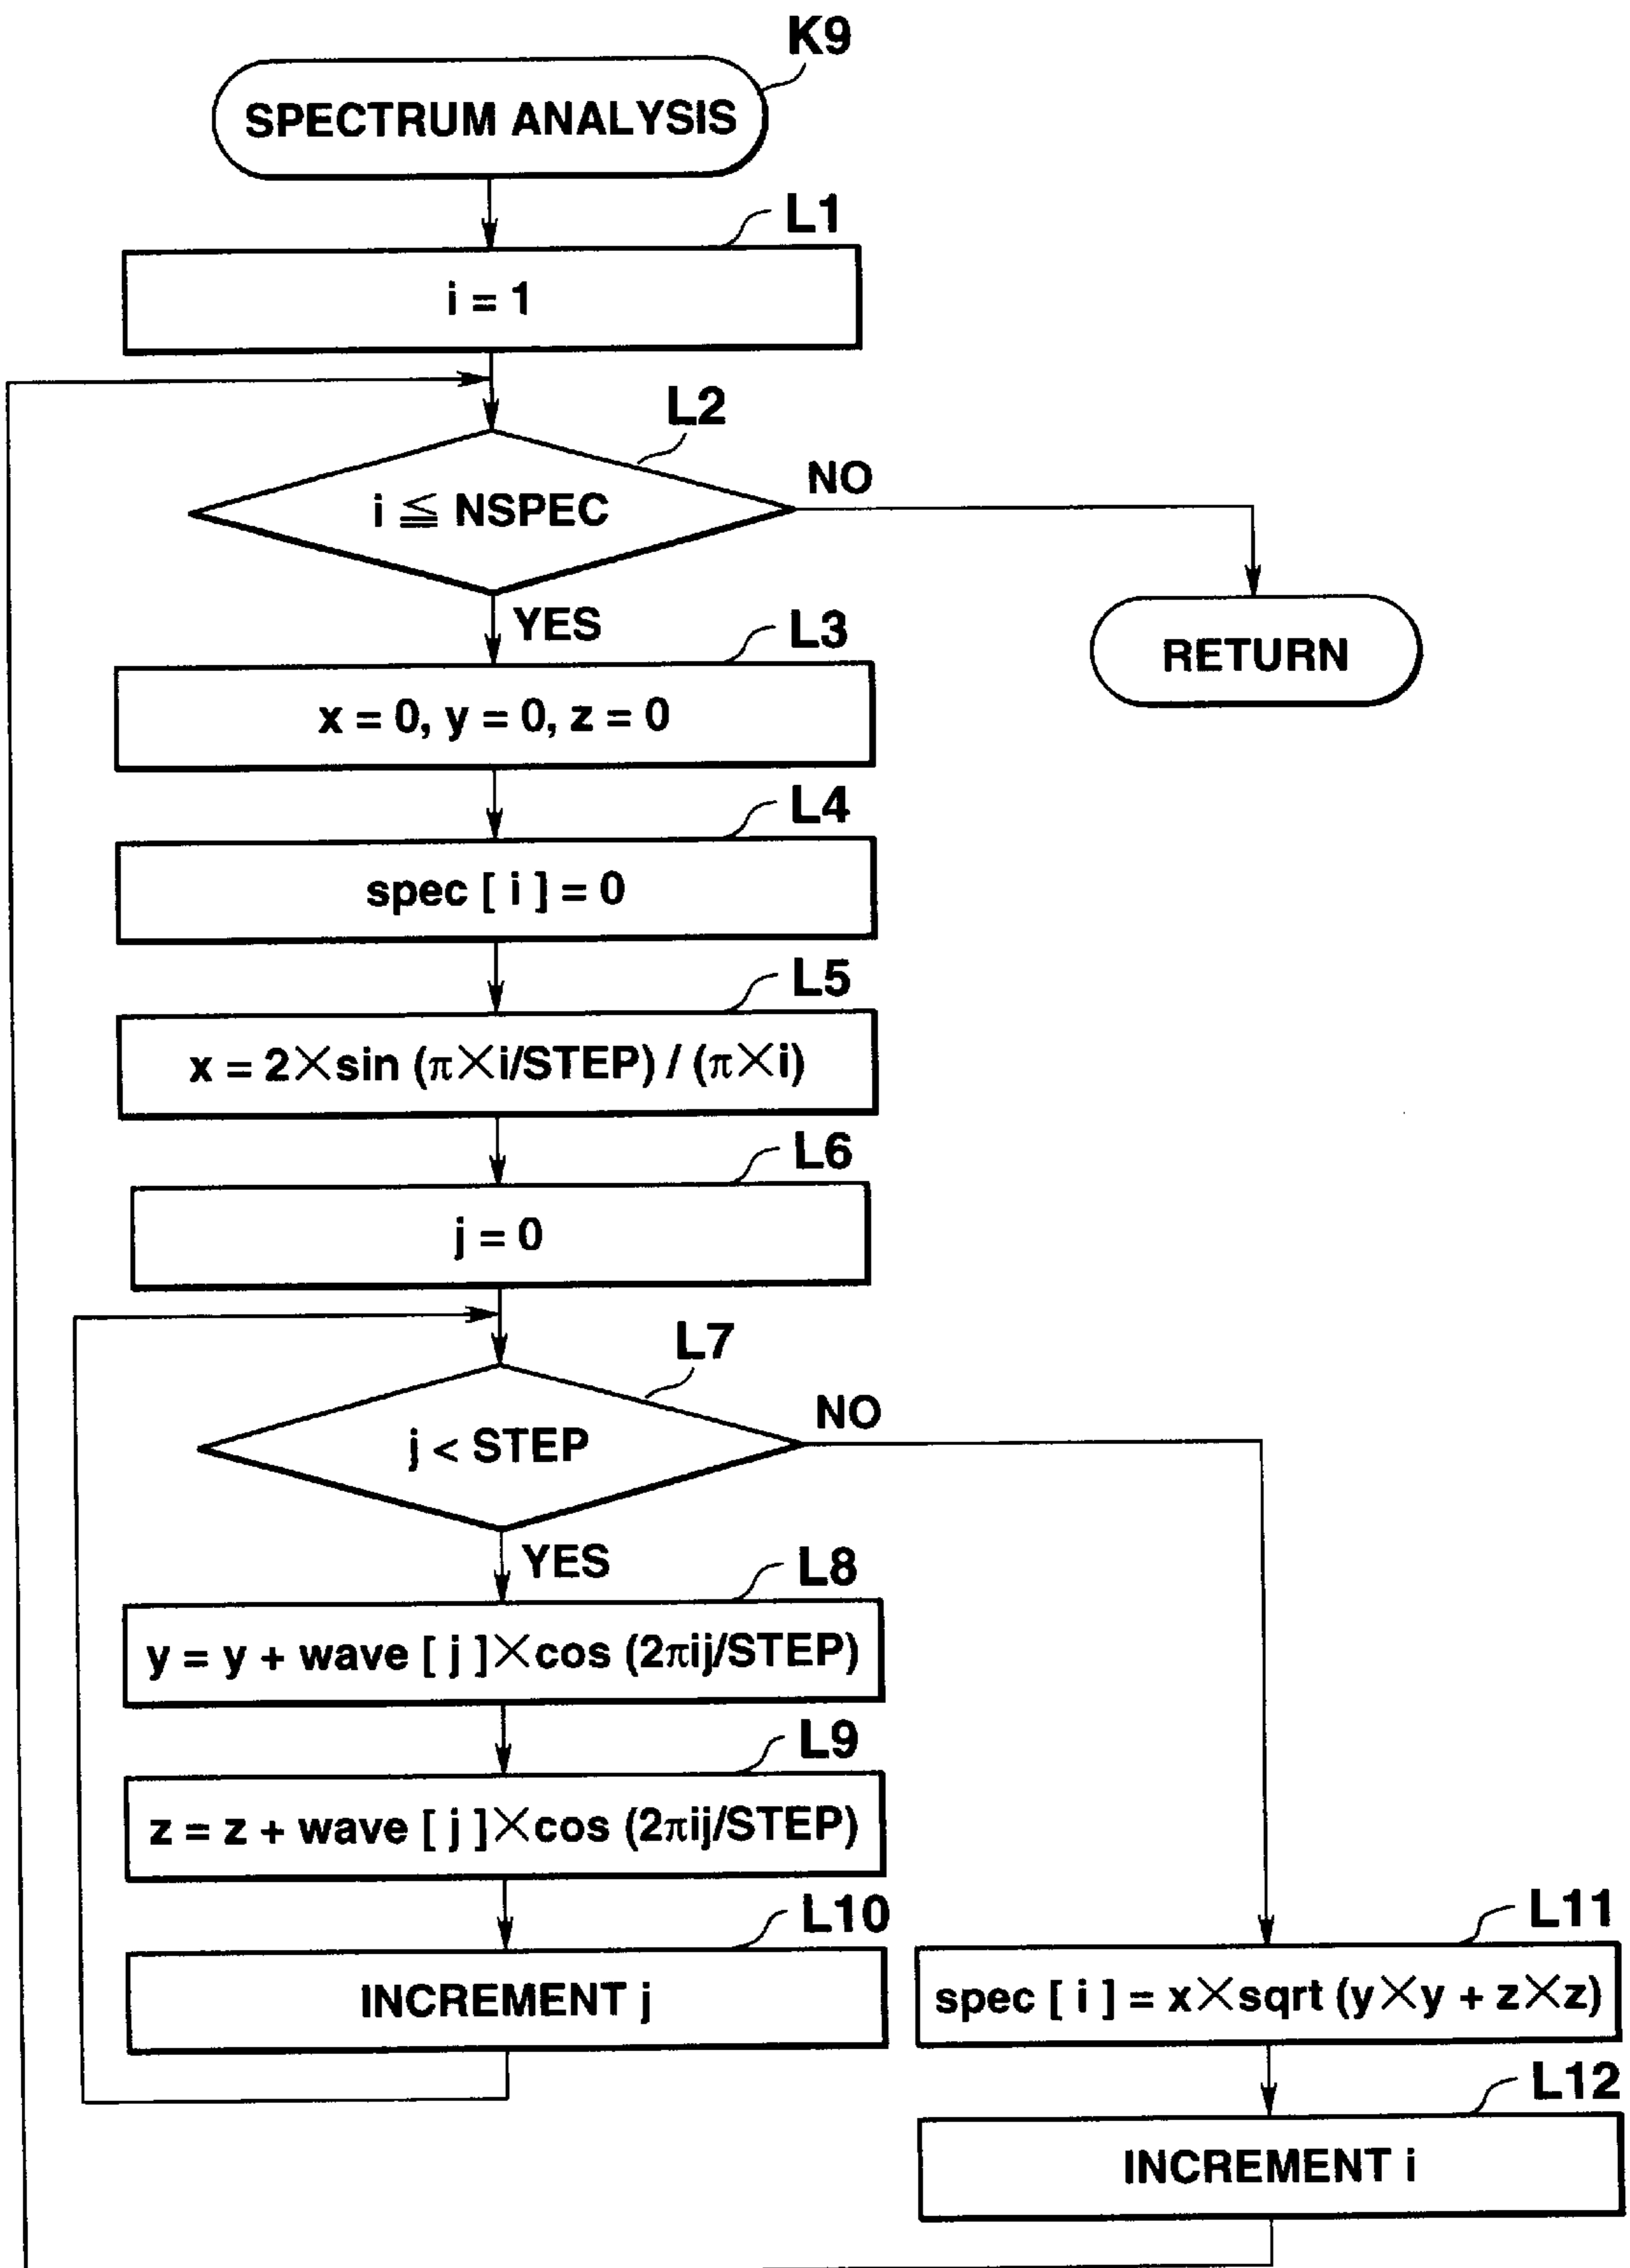 K9
SPECTRUM ANALYSIS
L1
i = 1
L2
i ≦ NSPEC
NO
YES
RETURN
L3
x = 0, y = 0, z = 0
L4
spec [ i ] = 0
L5
x = 2×sin (π×i/STEP) / (π×i)
L6
j = 0
L7
j < STEP
NO
YES
L8
y = y + wave [ j ]×cos (2πij/STEP)
L9
z = z + wave [ j ]×cos (2πij/STEP)
L10
INCREMENT j
L11
spec [ i ] = x×sqrt (y×y + z×z)
L12
INCREMENT i